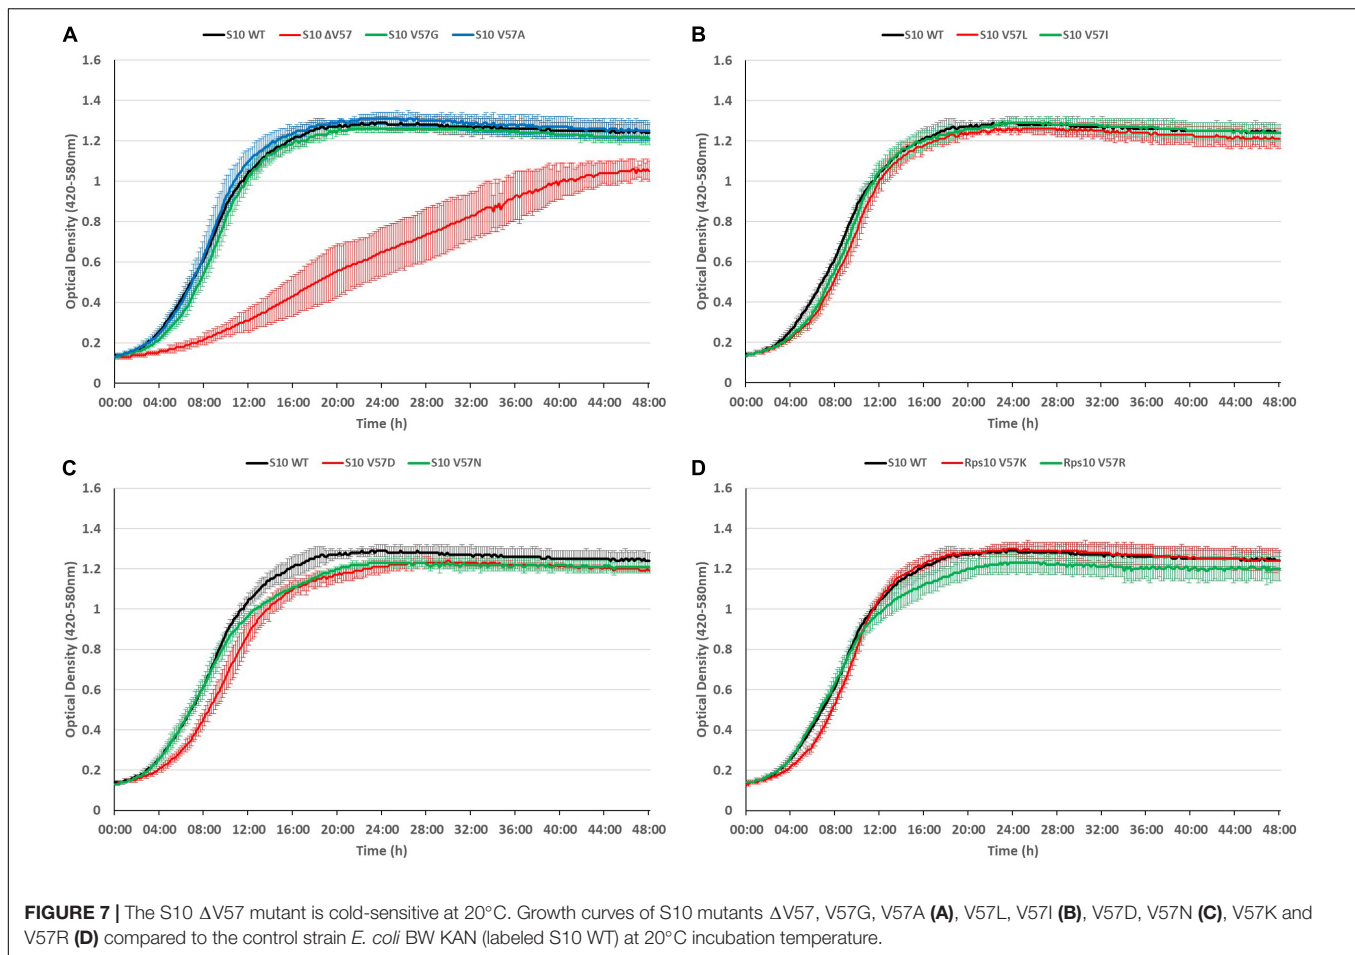 A
S10 WT S10 ΔV57 S10 V57G S10 V57A
1.6
1.4
1.2
1
0.8
0.6
0.4
0.2
0
Optical Density (420-580nm)
00:00 04:00 08:00 12:00 16:00 20:00 24:00 28:00 32:00 36:00 40:00 44:00 48:00
Time (h)
B
S10 WT S10 V57L S10 V57I
1.6
1.4
1.2
1
0.8
0.6
0.4
0.2
0
Optical Density (420-580nm)
00:00 04:00 08:00 12:00 16:00 20:00 24:00 28:00 32:00 36:00 40:00 44:00 48:00
Time (h)
C
S10 WT S10 V57D S10 V57N
1.6
1.4
1.2
1
0.8
0.6
0.4
0.2
0
Optical Density (420-580nm)
00:00 04:00 08:00 12:00 16:00 20:00 24:00 28:00 32:00 36:00 40:00 44:00 48:00
Time (h)
D
S10 WT Rps10 V57K Rps10 V57R
1.6
1.4
1.2
1
0.8
0.6
0.4
0.2
0
Optical Density (420-580nm)
00:00 04:00 08:00 12:00 16:00 20:00 24:00 28:00 32:00 36:00 40:00 44:00 48:00
Time (h)
FIGURE 7 | The S10 ΔV57 mutant is cold-sensitive at 20°C. Growth curves of S10 mutants ΔV57, V57G, V57A (A), V57L, V57I (B), V57D, V57N (C), V57K and
V57R (D) compared to the control strain E. coli BW KAN (labeled S10 WT) at 20°C incubation temperature.